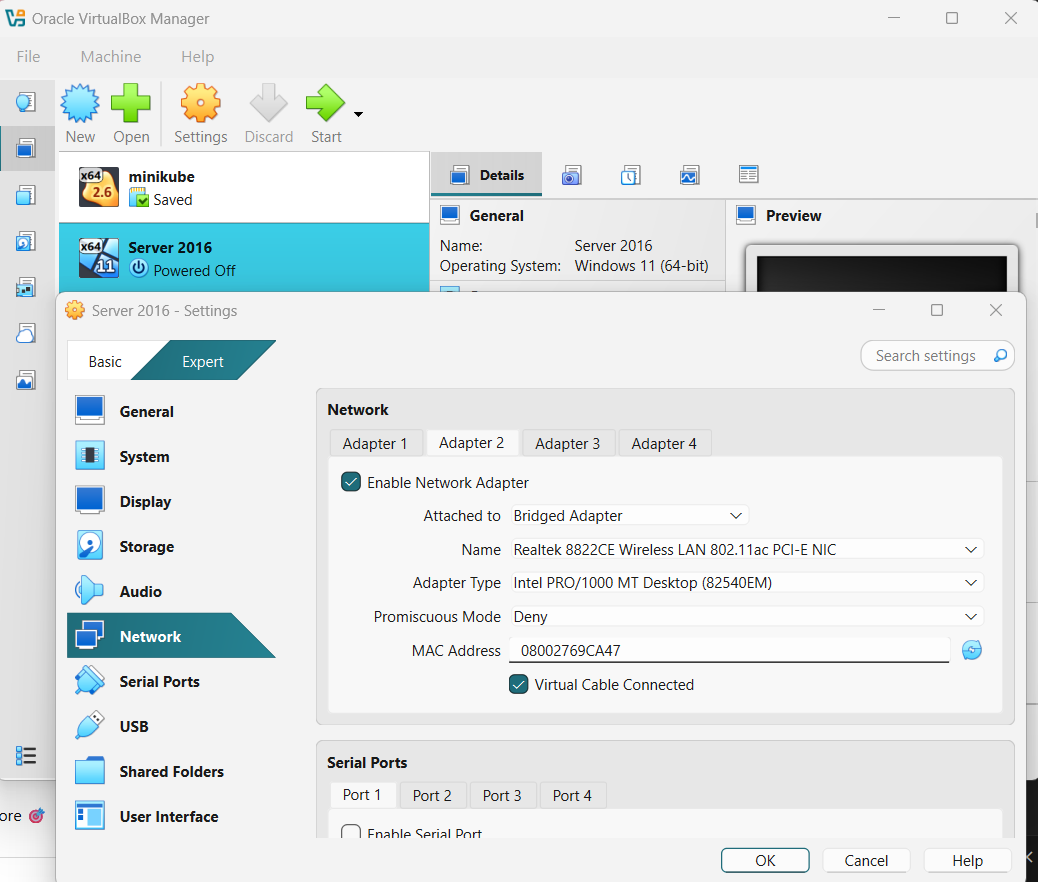 Oracle VirtualBox Manager
File Machine Help
New Open Settings Discard Start
x64 2.6 minikube
Saved
x64 11 Server 2016
Powered Off
Details
General
Name: Server 2016
Operating System: Windows 11 (64-bit)
Preview
Server 2016 - Settings
Basic Expert
Search settings
General
System
Display
Storage
Audio
Network
Serial Ports
USB
Shared Folders
User Interface
Network
Adapter 1 Adapter 2 Adapter 3 Adapter 4
Enable Network Adapter
Attached to Bridged Adapter
Name Realtek 8822CE Wireless LAN 802.11ac PCI-E NIC
Adapter Type Intel PRO/1000 MT Desktop (82540EM)
Promiscuous Mode Deny
MAC Address 08002769CA47
Virtual Cable Connected
Serial Ports
Port 1 Port 2 Port 3 Port 4
Enable Serial Port
ore
OK Cancel Help